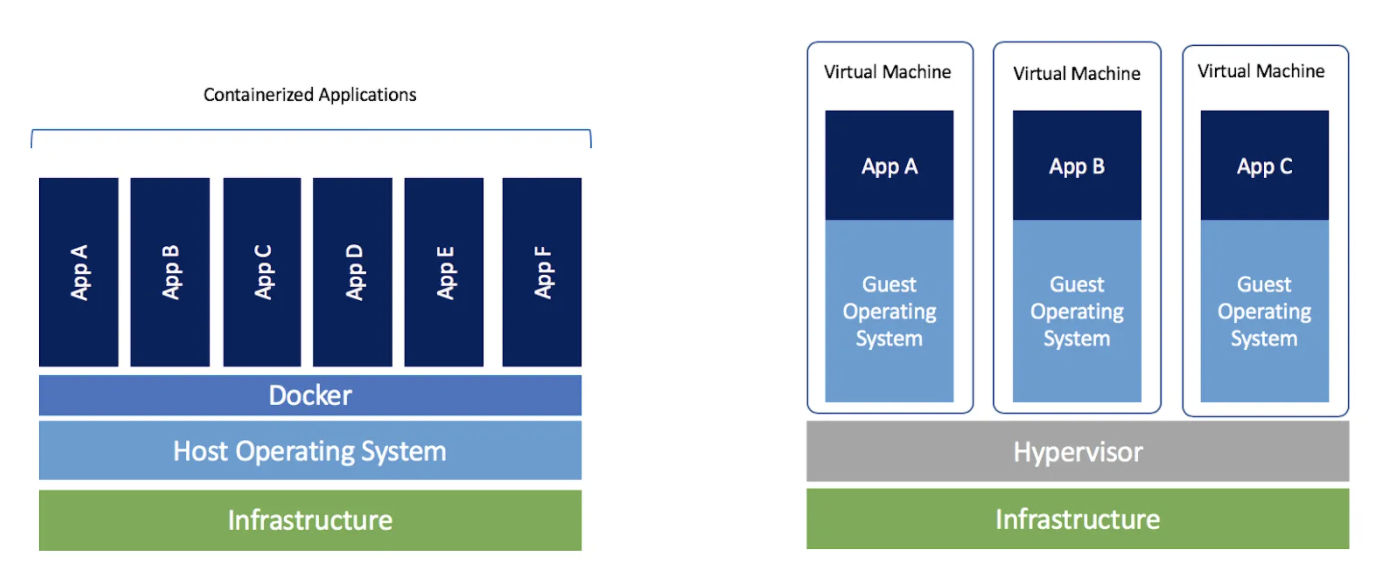 Containerized Applications
App A
App B
App C
App D
App E
App F
Docker
Host Operating System
Infrastructure
Virtual Machine
App A
Guest
Operating
System
Virtual Machine
App B
Guest
Operating
System
Virtual Machine
App C
Guest
Operating
System
Hypervisor
Infrastructure